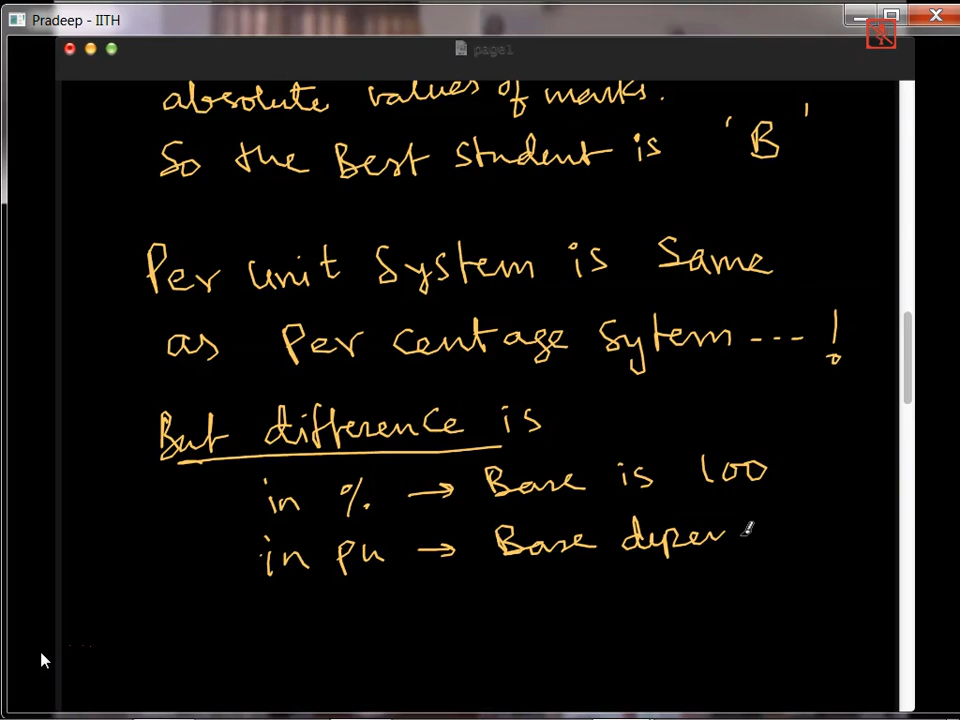 Pradeep - IITH
page1
absolute values of marks.
So the Best student is 'B'
Per unit System is Same
as Per centage Sytem ---!
But difference is
in % → Base is 100
in pu → Base depen